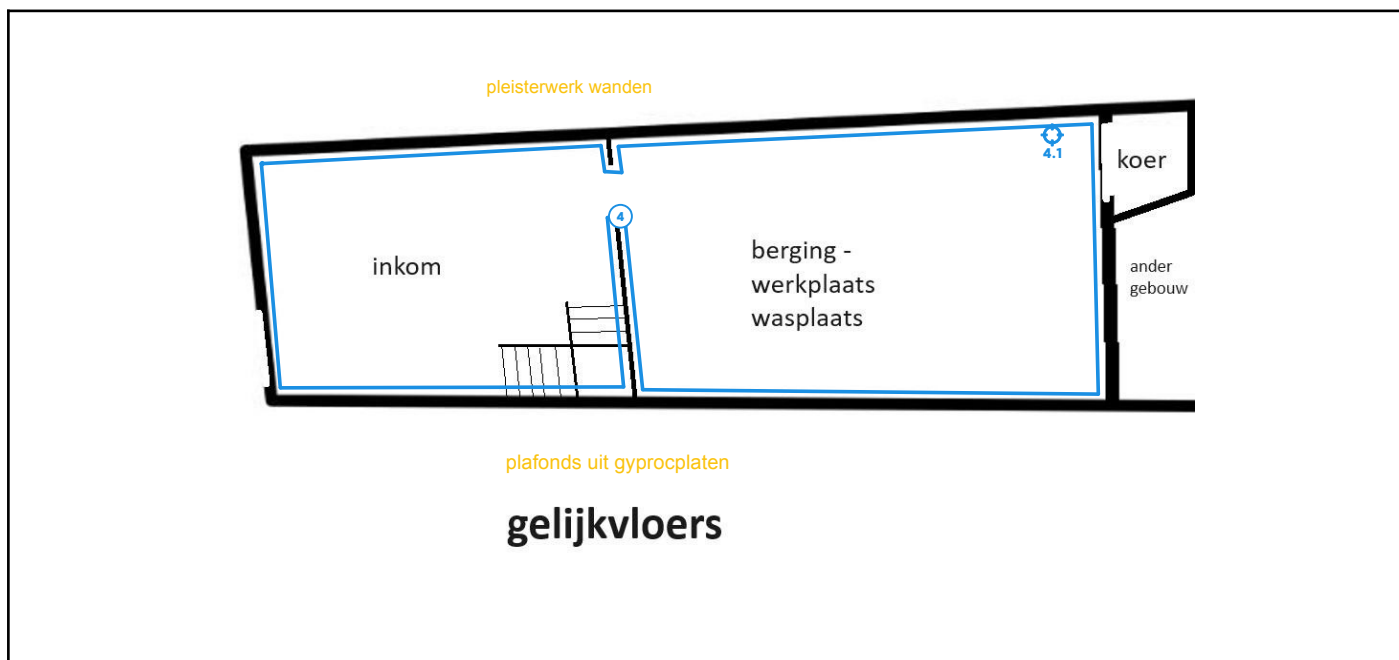 pleisterwerk wanden
4.1
koer
4
inkom
berging -
werkplaats
wasplaats
ander
gebouw
plafonds uit gyprocplaten
gelijkvloers